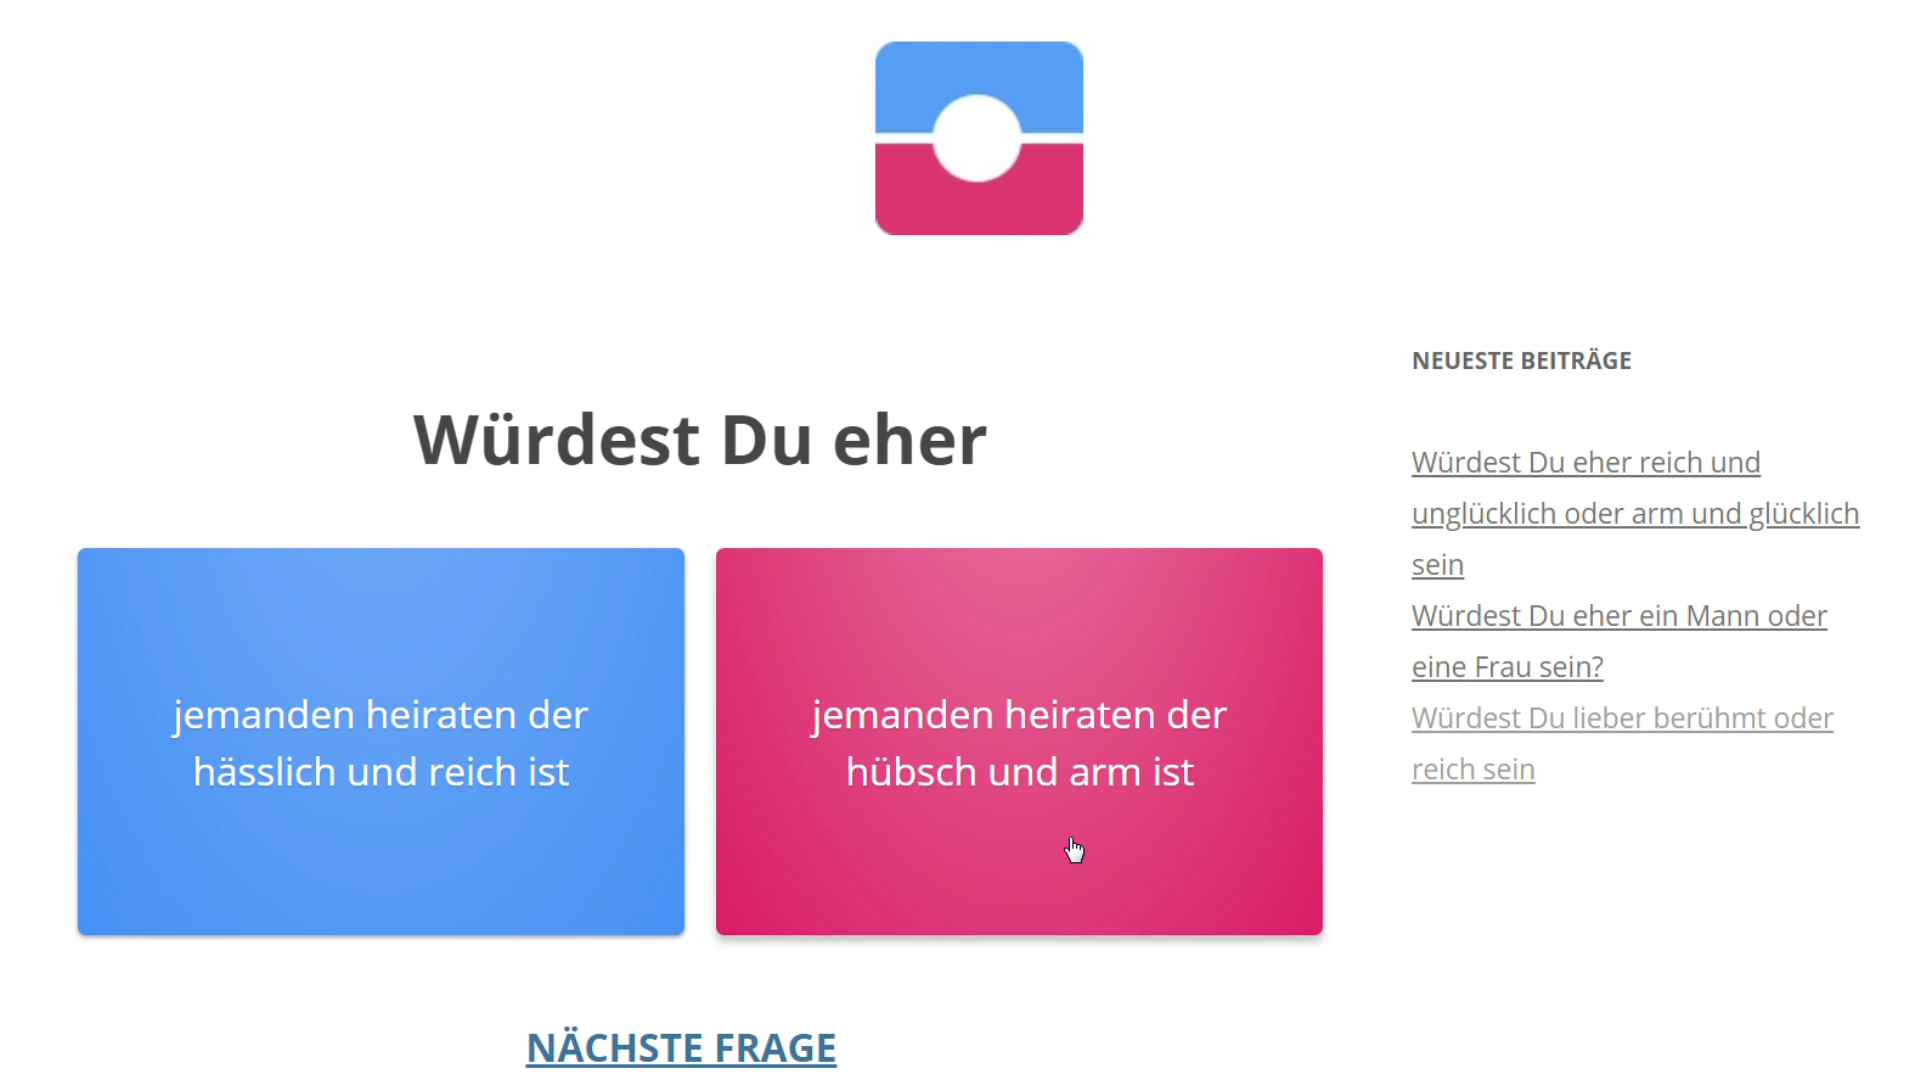 Würdest Du eher
jemanden heiraten der
hässlich und reich ist
jemanden heiraten der
hübsch und arm ist
NÄCHSTE FRAGE
NEUESTE BEITRÄGE
Würdest Du eher reich und
unglücklich oder arm und glücklich
sein
Würdest Du eher ein Mann oder
eine Frau sein?
Würdest Du lieber berühmt oder
reich sein